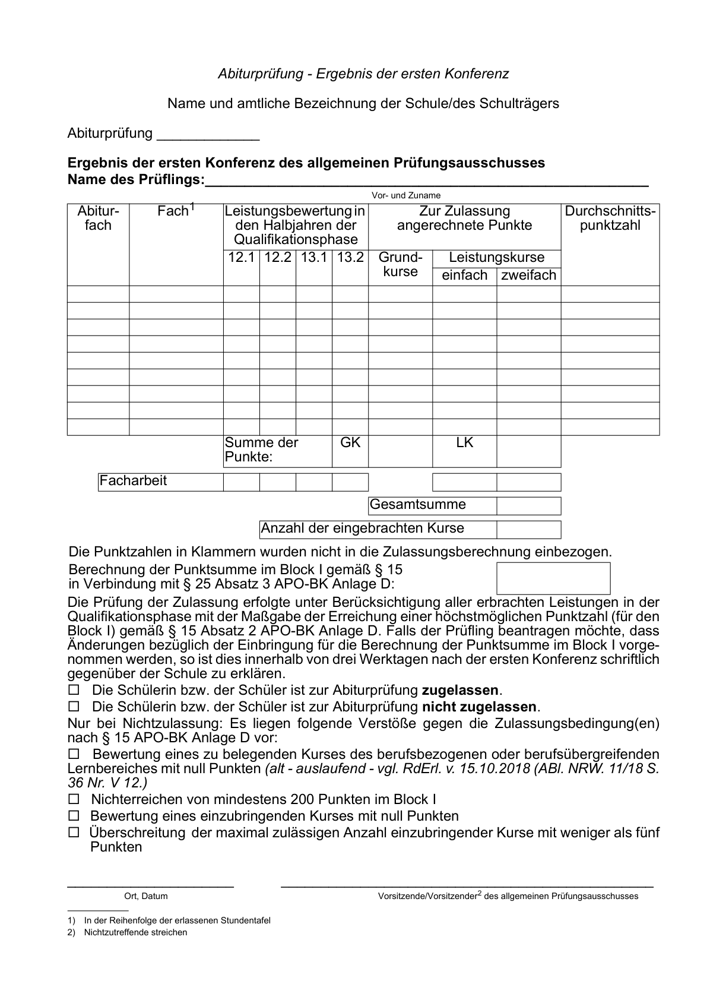 Abiturprüfung - Ergebnis der ersten Konferenz
Name und amtliche Bezeichnung der Schule/des Schulträgers
Abiturprüfung _____________
Ergebnis der ersten Konferenz des allgemeinen Prüfungsausschusses
Name des Prüflings:________________________________________________________
Vor- und Zuname
Abitur-
fach
Fach1
Leistungsbewertung in
den Halbjahren der
Qualifikationsphase
Zur Zulassung
angerechnete Punkte
Durchschnitts-
punktzahl
12.1 12.2 13.1 13.2
Grund-
kurse
Leistungskurse
einfach zweifach
Summe der
Punkte:
GK
LK
Facharbeit
Gesamtsumme
Anzahl der eingebrachten Kurse
Die Punktzahlen in Klammern wurden nicht in die Zulassungsberechnung einbezogen.
Berechnung der Punktsumme im Block I gemäß § 15
in Verbindung mit § 25 Absatz 3 APO-BK Anlage D:
Die Prüfung der Zulassung erfolgte unter Berücksichtigung aller erbrachten Leistungen in der
Qualifikationsphase mit der Maßgabe der Erreichung einer höchstmöglichen Punktzahl (für den
Block I) gemäß § 15 Absatz 2 APO-BK Anlage D. Falls der Prüfling beantragen möchte, dass
Änderungen bezüglich der Einbringung für die Berechnung der Punktsumme im Block I vorge-
nommen werden, so ist dies innerhalb von drei Werktagen nach der ersten Konferenz schriftlich
gegenüber der Schule zu erklären.
☐ Die Schülerin bzw. der Schüler ist zur Abiturprüfung zugelassen.
☐ Die Schülerin bzw. der Schüler ist zur Abiturprüfung nicht zugelassen.
Nur bei Nichtzulassung: Es liegen folgende Verstöße gegen die Zulassungsbedingung(en)
nach § 15 APO-BK Anlage D vor:
☐ Bewertung eines zu belegenden Kurses des berufsbezogenen oder berufsübergreifenden
Lernbereiches mit null Punkten (alt - auslaufend - vgl. RdErl. v. 15.10.2018 (ABl. NRW. 11/18 S.
36 Nr. V 12.)
☐ Nichterreichen von mindestens 200 Punkten im Block I
☐ Bewertung eines einzubringenden Kurses mit null Punkten
☐ Überschreitung der maximal zulässigen Anzahl einzubringender Kurse mit weniger als fünf
Punkten
Ort, Datum
Vorsitzende/Vorsitzender2 des allgemeinen Prüfungsausschusses
1) In der Reihenfolge der erlassenen Stundentafel
2) Nichtzutreffende streichen